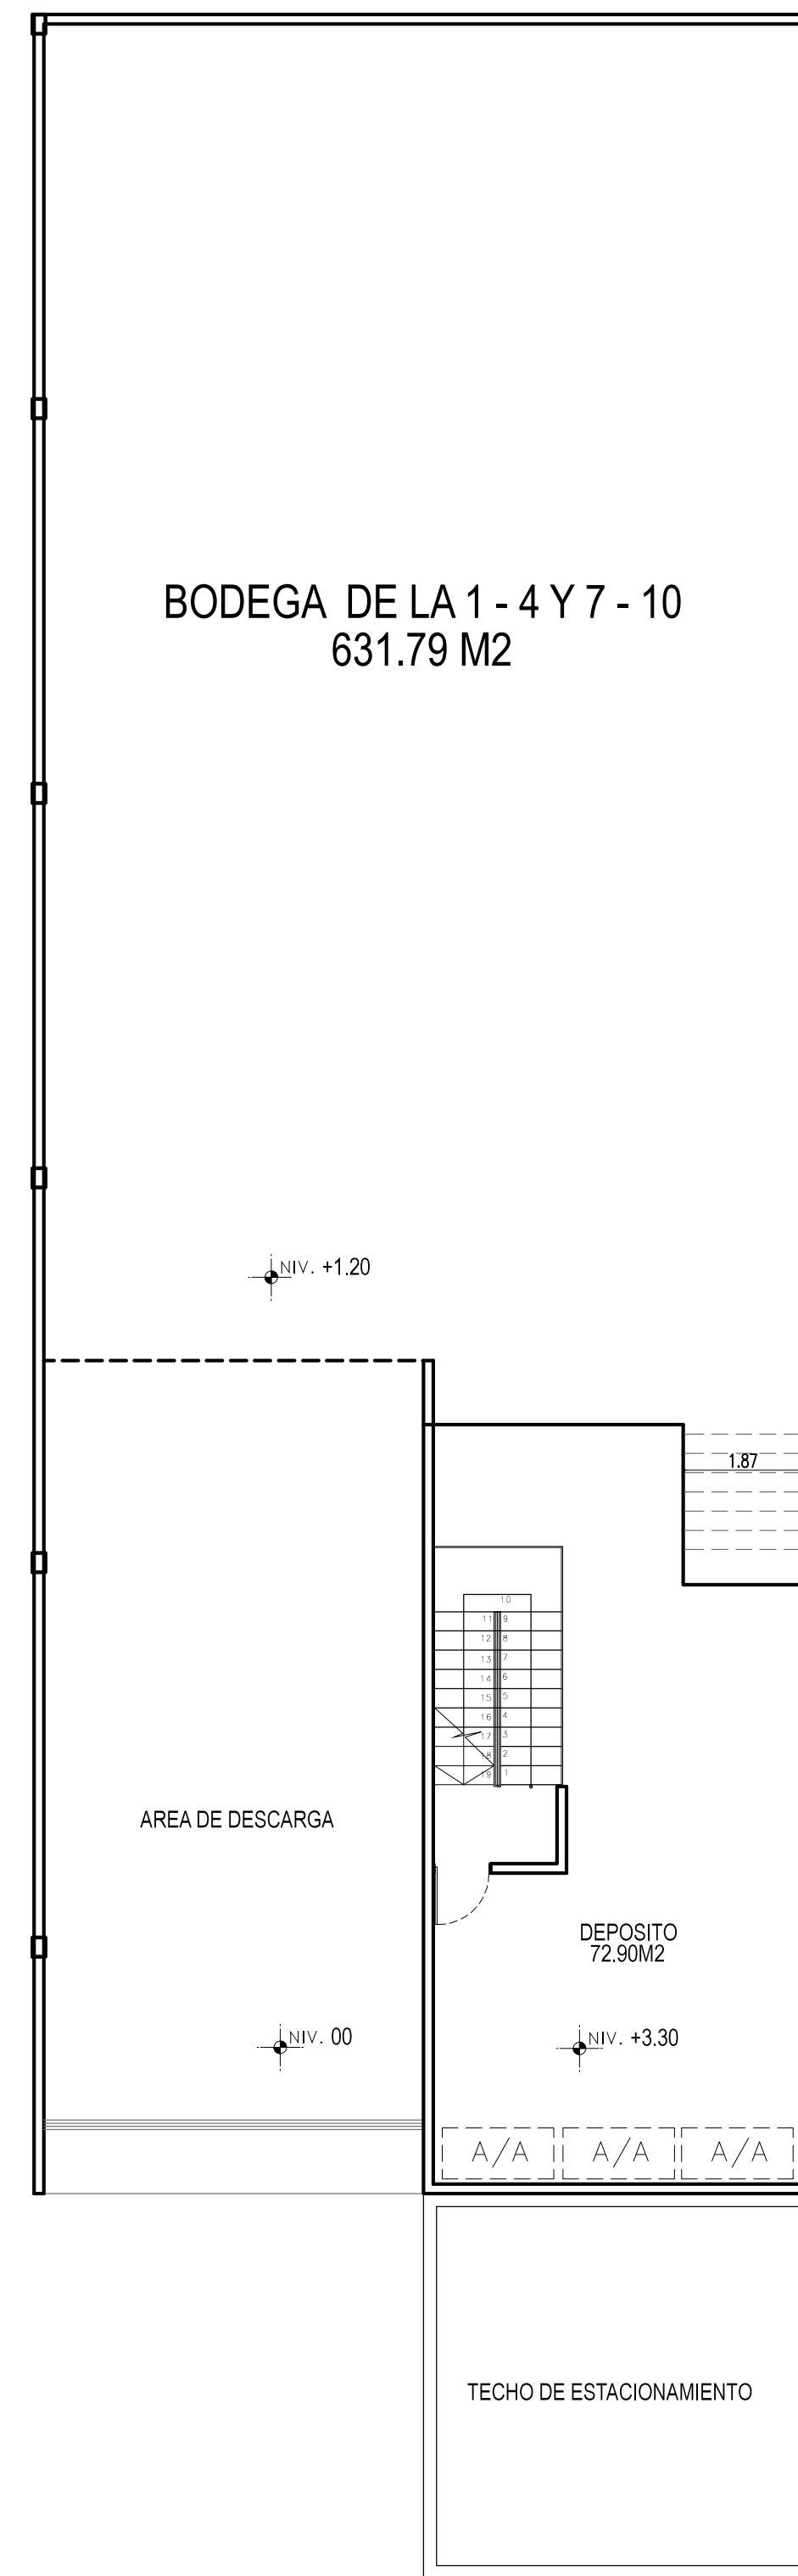 BODEGA DE LA 1 - 4 Y 7 - 10
631.79 M2
NIV. +1.20
1.87
10
11 9
12 8
13 7
14 6
15 5
16 4
17 3
18 2
19 1
AREA DE DESCARGA
DEPOSITO
72.90M2
NIV. 00
NIV. +3.30
A/A A/A A/A
TECHO DE ESTACIONAMIENTO